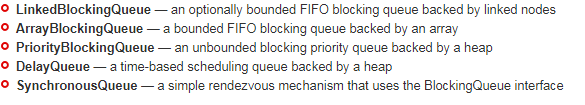 LinkedBlockingQueue — an optionally bounded FIFO blocking queue backed by linked nodes
ArrayBlockingQueue — a bounded FIFO blocking queue backed by an array
PriorityBlockingQueue — an unbounded blocking priority queue backed by a heap
DelayQueue — a time-based scheduling queue backed by a heap
SynchronousQueue — a simple rendezvous mechanism that uses the BlockingQueue interface